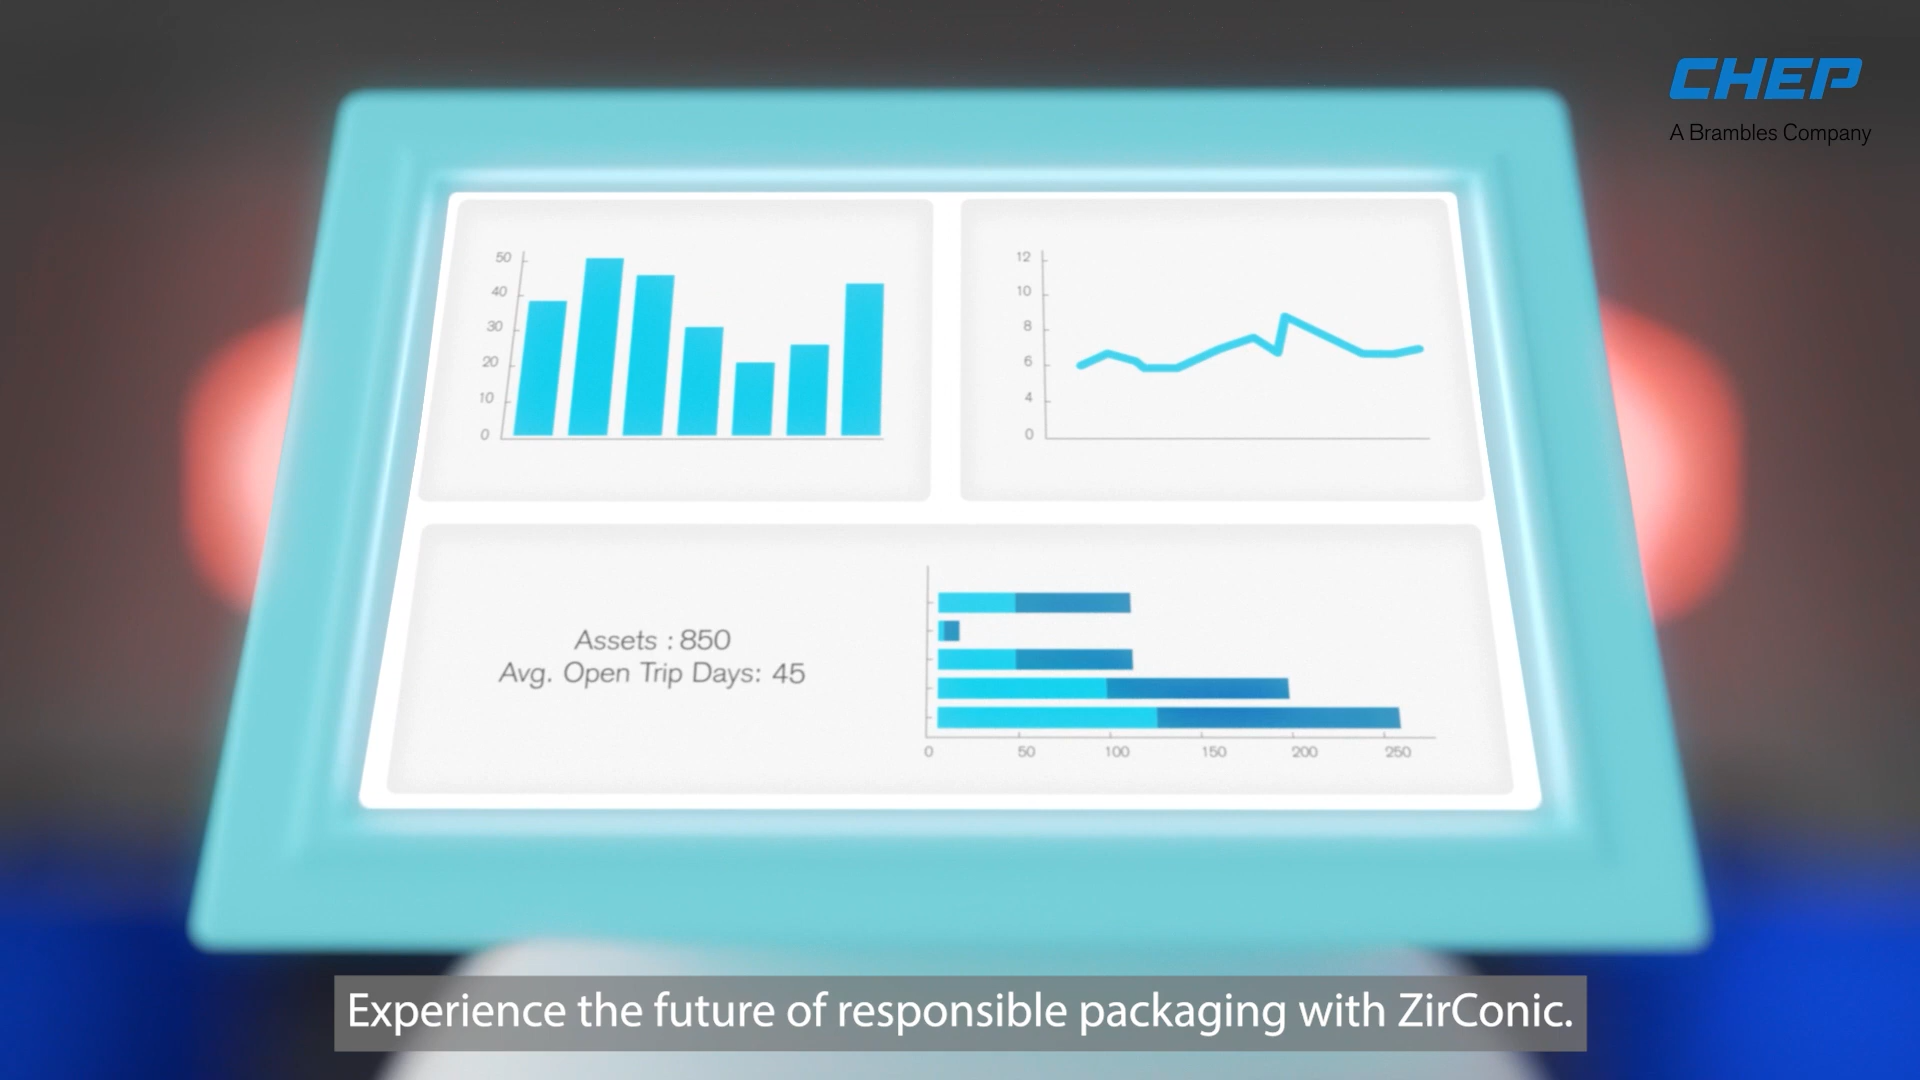 CHEP
A Brambles Company
50
40
30
20
10
0
12
10
8
6
4
0
Assets : 850
Avg. Open Trip Days: 45
0 50 100 150 200 250
Experience the future of responsible packaging with ZirConic.